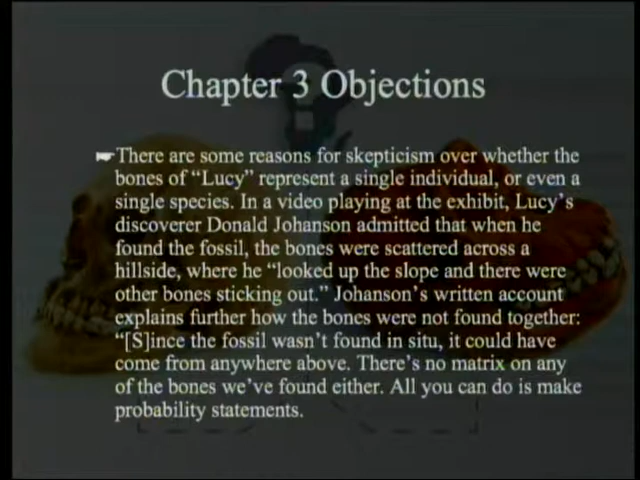 Chapter 3 Objections
There are some reasons for skepticism over whether the
bones of “Lucy” represent a single individual, or even a
single species. In a video playing at the exhibit, Lucy’s
discoverer Donald Johanson admitted that when he
found the fossil, the bones were scattered across a
hillside, where he “looked up the slope and there were
other bones sticking out.” Johanson’s written account
explains further how the bones were not found together:
“[S]ince the fossil wasn’t found in situ, it could have
come from anywhere above. There’s no matrix on any
of the bones we’ve found either. All you can do is make
probability statements.